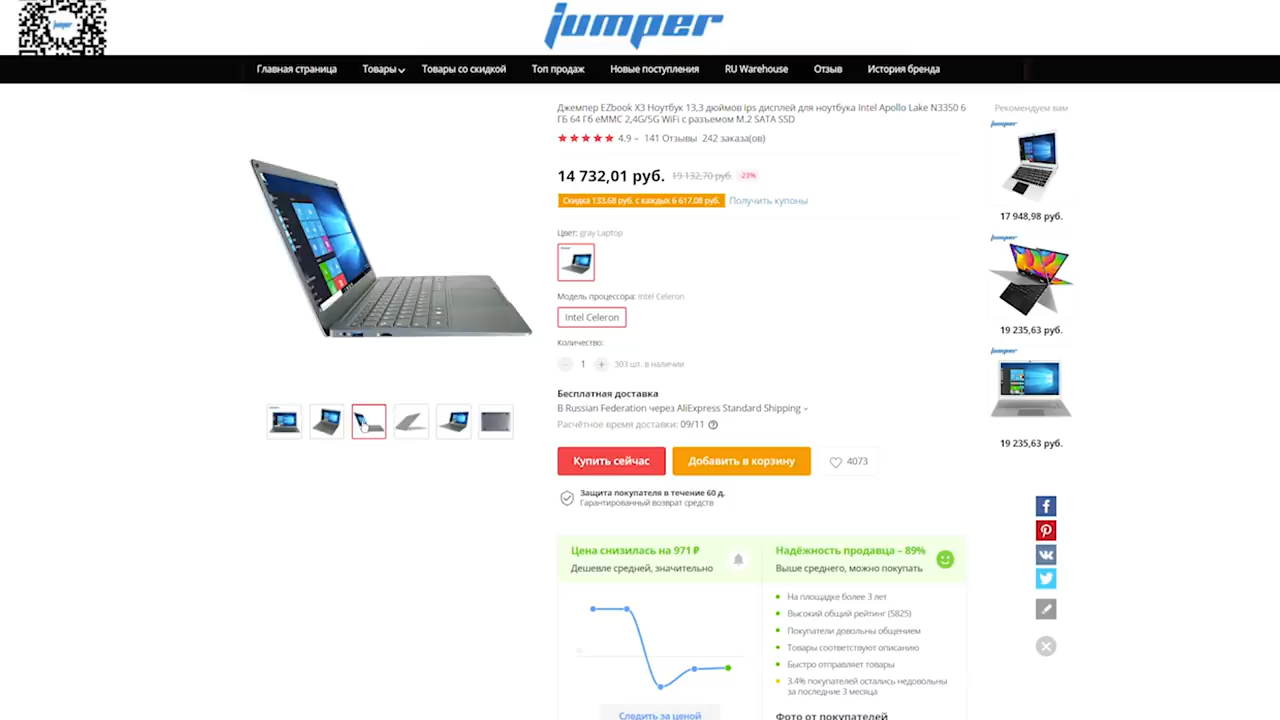 jumper
jumper
Главная страница
Товары
Товары со скидкой
Топ продаж
Новые поступления
RU Warehouse
Отзыв
История бренда
Джемпер EZbook X3 Ноутбук 13,3 дюймов ips дисплей для ноутбука Intel Apollo Lake N3350 6
ГБ 64 Гб eMMC 2,4G/5G WiFi с разъемом M.2 SATA SSD
4.9
141 Отзывы
242 заказа(ов)
14 732,01 руб.
19 132,70 руб.
-23%
Скидка 133,68 руб. с каждых 6 617,08 руб.
Получить купоны
Цвет: gray Laptop
Модель процессора: Intel Celeron
Intel Celeron
Количество:
- 1 +
303 шт. в наличии
Бесплатная доставка
В Russian Federation через AliExpress Standard Shipping
Расчётное время доставки: 09/11
Купить сейчас
Добавить в корзину
4073
Защита покупателя в течение 60 д.
Гарантированный возврат средств
Цена снизилась на 971 ₽
Дешевле средней, значительно
Следить за ценой
Надёжность продавца – 89%
Выше среднего, можно покупать
На площадке более 3 лет
Высокий общий рейтинг (5825)
Покупатели довольны общением
Товары соответствуют описанию
Быстро отправляет товары
3.4% покупателей остались недовольны
за последние 3 месяца
Фото от покупателей
Рекомендуем вам
jumper
17 948,98 руб.
jumper
19 235,63 руб.
jumper
19 235,63 руб.